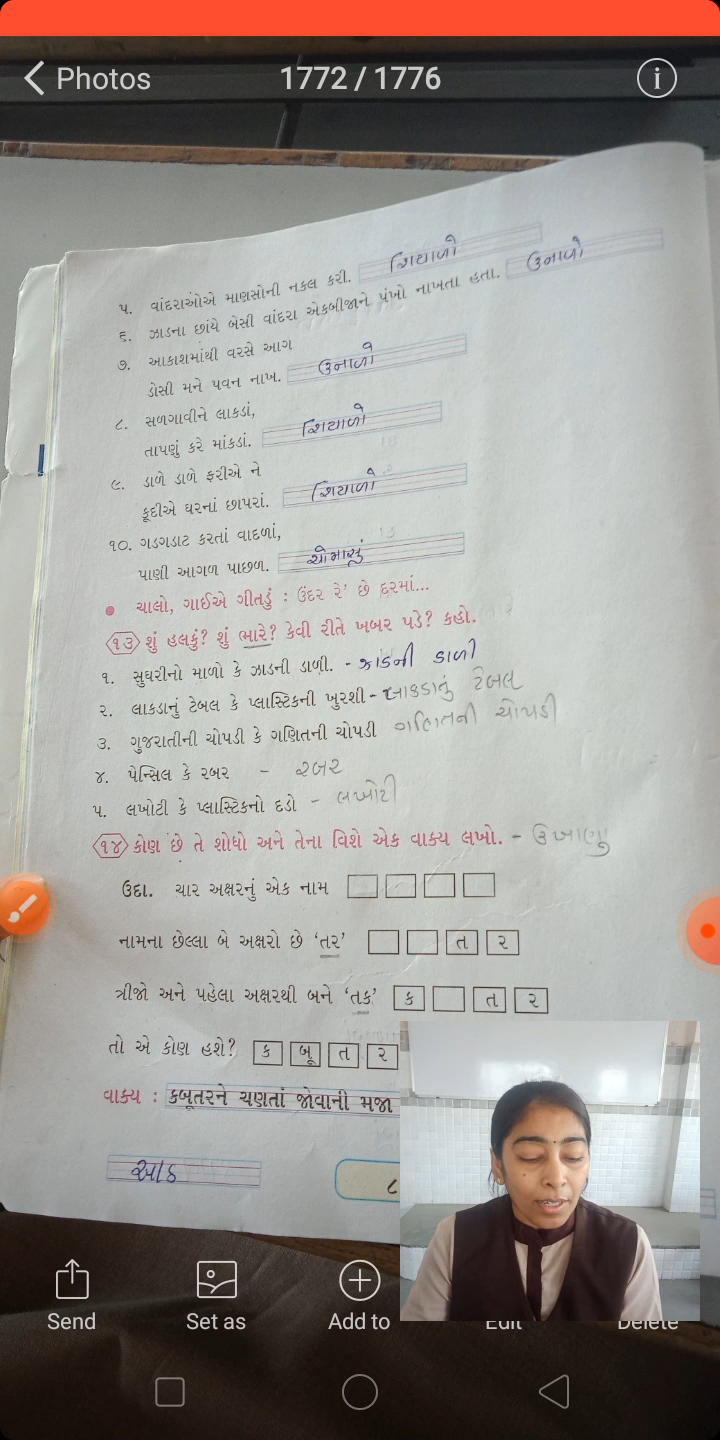 Photos
1772 / 1776
૫. વાંદરાઓએ માણસોની નકલ કરી. શિયાળો
૬. ઝાડના છાંયે બેસી વાંદરા એકબીજાને પંખો નાખતા હતા. ઉનાળો
૭. આકાશમાંથી વરસે આગ
ડોસી મને પવન નાખ. ઉનાળો
૮. સળગાવીને લાકડાં,
તાપણું કરે માંકડાં. શિયાળો
૯. ડાળે ડાળે ફરીએ ને
કૂદીએ ઘરનાં છાપરાં. શિયાળો
૧૦. ગડગડાટ કરતાં વાદળાં,
પાણી આગળ પાછળ. ચોમાસું
• ચાલો, ગાઈએ ગીતડું : ઉંદર રે' છે દરમાં...
૧૩ શું હલકું? શું ભારે? કેવી રીતે ખબર પડે? કહો.
૧. સુઘરીનો માળો કે ઝાડની ડાળી. - ઝાડની ડાળી
૨. લાકડાનું ટેબલ કે પ્લાસ્ટિકની ખુરશી - લાકડાનું ટેબલ
૩. ગુજરાતીની ચોપડી કે ગણિતની ચોપડી ગણિતની ચોપડી
૪. પેન્સિલ કે રબર - રબર
૫. લખોટી કે પ્લાસ્ટિકનો દડો - લખોટી
૧૪ કોણ છે તે શોધો અને તેના વિશે એક વાક્ય લખો. - ઉખાણુ
ઉદા. ચાર અક્ષરનું એક નામ
નામના છેલ્લા બે અક્ષરો છે ‘તર’ ત ર
ત્રીજો અને પહેલા અક્ષરથી બને ‘તક’ ક ત ર
તો એ કોણ હશે? ક બૂ ત ર
વાક્ય : કબૂતરને ચણતાં જોવાની મજા
આઠ ૮
Send Set as Add to Edit Delete